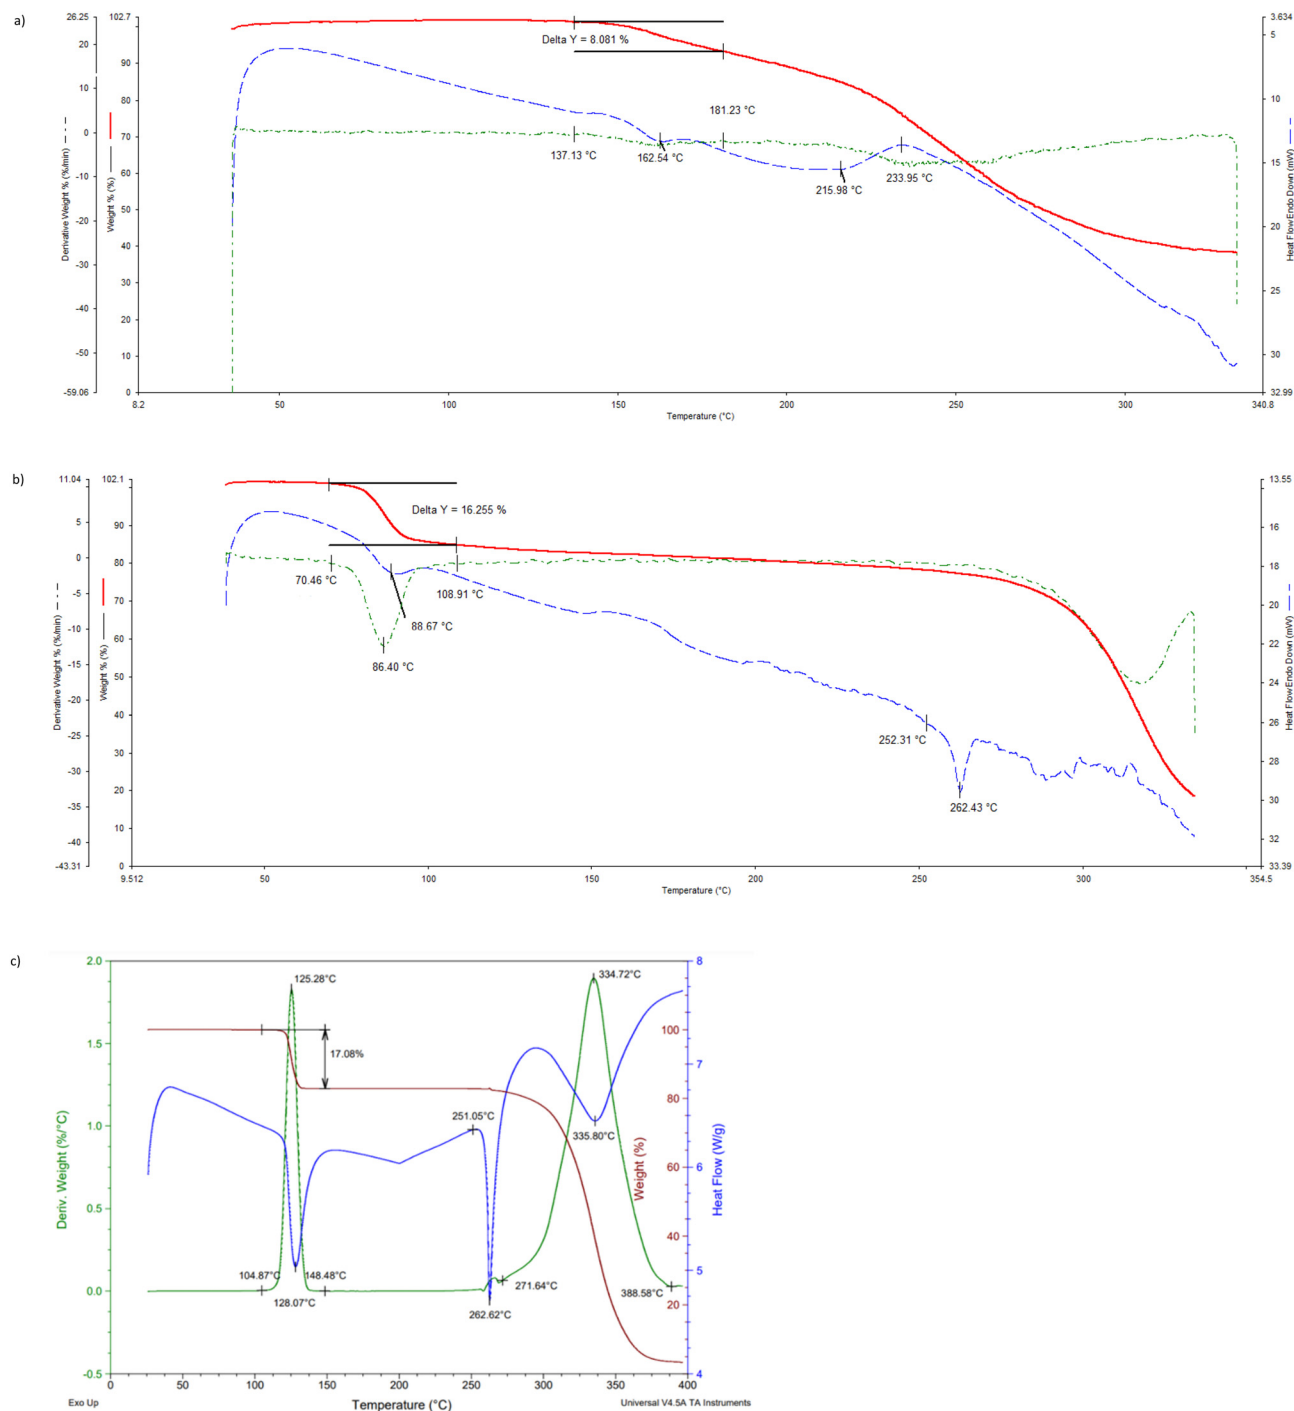 a)
26.25
20
10
0
-10
-20
-30
-40
-50
-59.06
Derivative Weight % (%/min)
102.7
90
80
70
60
50
40
30
20
10
0
Weight % (%)
Delta Y = 8.081 %
181.23 °C
137.13 °C
162.54 °C
215.98 °C
233.95 °C
3.634
5
10
15
20
22
26
30
32.99
Heat Flow Endo Down (mW)
8.2
50
100
150
200
250
300
340.8
Temperature (°C)
b)
11.04
5
0
-5
-10
-15
-20
-25
-30
-35
-40
-43.31
Derivative Weight % (%/min)
102.1
90
80
70
60
50
40
30
20
10
0
Weight % (%)
Delta Y = 16.255 %
70.46 °C
108.91 °C
88.67 °C
86.40 °C
252.31 °C
262.43 °C
13.55
16
18
20
22
24
26
28
30
32
33.39
Heat Flow Endo Down (mW)
9.512
50
100
150
200
250
300
354.5
Temperature (°C)
c)
2.0
1.5
1.0
0.5
0.0
-0.5
Deriv. Weight (%/°C)
125.28°C
334.72°C
17.08%
251.05°C
335.80°C
104.87°C
148.48°C
128.07°C
271.64°C
262.62°C
388.58°C
100
80
60
40
20
Weight (%)
8
7
6
5
4
Heat Flow (W/g)
0
50
100
150
200
250
300
350
400
Exo Up
Temperature (°C)
Universal V4.5A TA Instruments